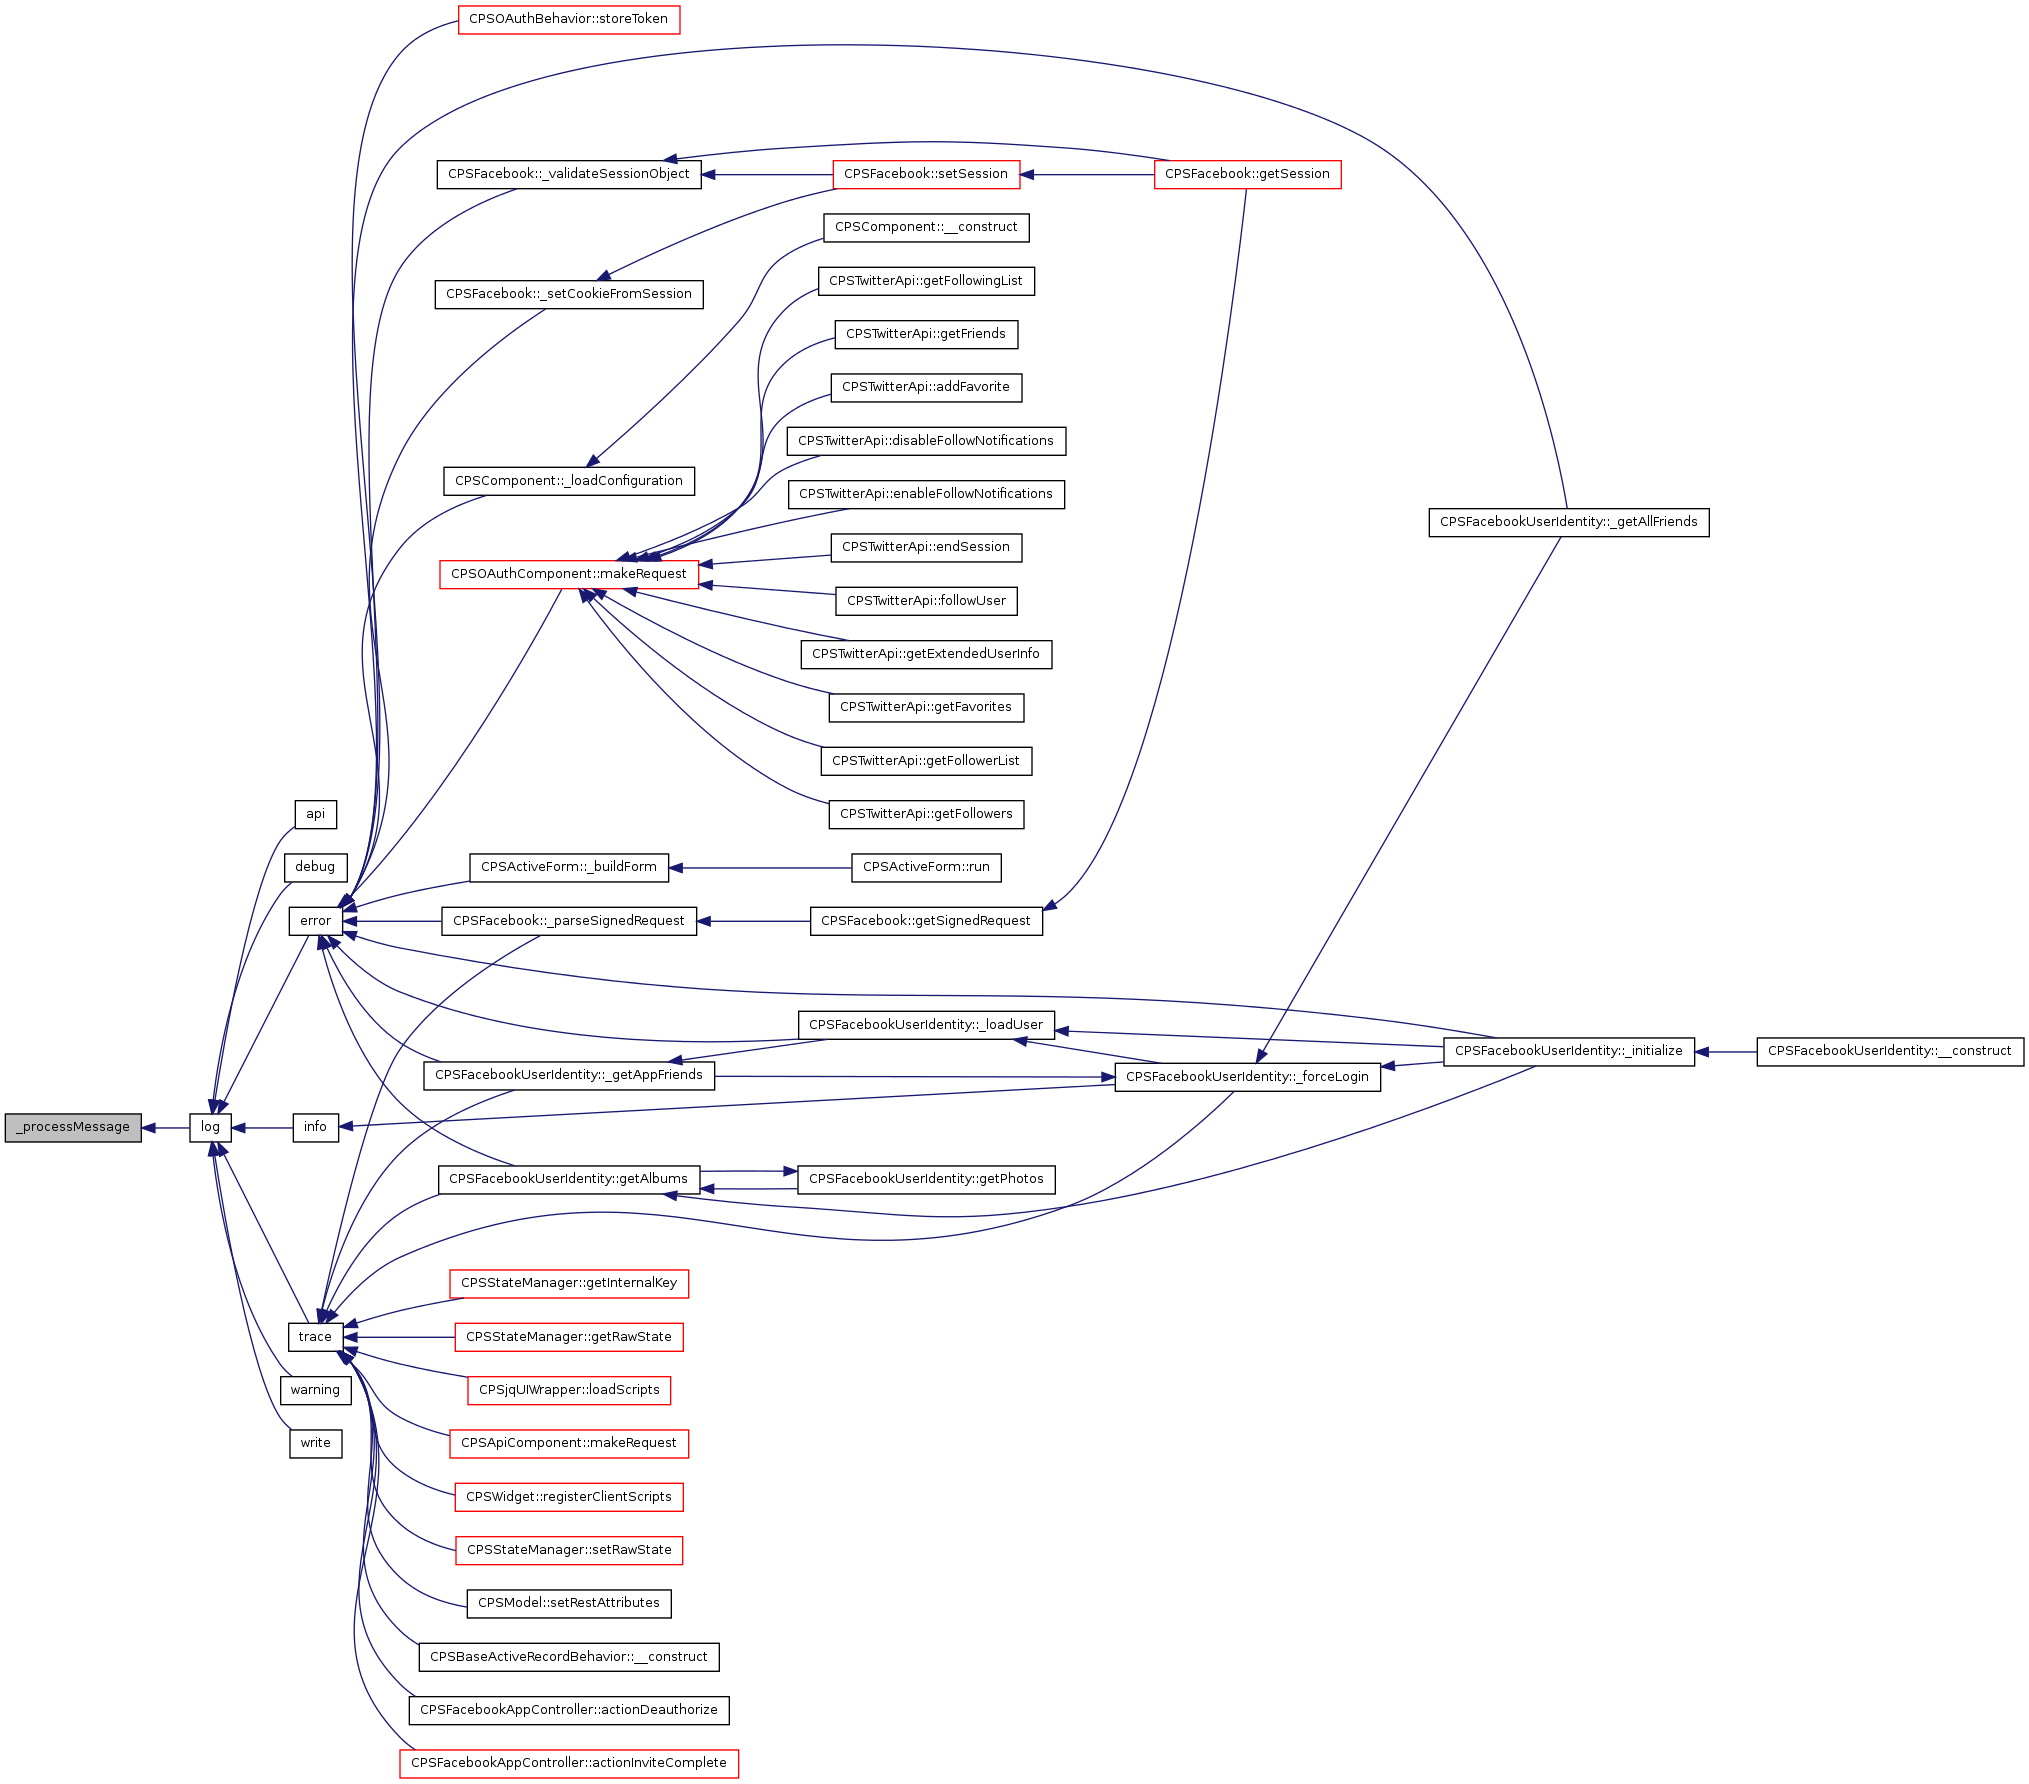 CPSOAuthBehavior::storeToken
CPSFacebook::_validateSessionObject
CPSFacebook::setSession
CPSFacebook::getSession
CPSComponent::__construct
CPSTwitterApi::getFollowingList
CPSFacebook::_setCookieFromSession
CPSTwitterApi::getFriends
CPSTwitterApi::addFavorite
CPSTwitterApi::disableFollowNotifications
CPSComponent::_loadConfiguration
CPSTwitterApi::enableFollowNotifications
CPSFacebookUserIdentity::_getAllFriends
CPSTwitterApi::endSession
CPSOAuthComponent::makeRequest
CPSTwitterApi::followUser
CPSTwitterApi::getExtendedUserInfo
CPSTwitterApi::getFavorites
CPSTwitterApi::getFollowerList
api
CPSTwitterApi::getFollowers
debug
CPSActiveForm::_buildForm
CPSActiveForm::run
error
CPSFacebook::_parseSignedRequest
CPSFacebook::getSignedRequest
CPSFacebookUserIdentity::_loadUser
CPSFacebookUserIdentity::_initialize
CPSFacebookUserIdentity::__construct
CPSFacebookUserIdentity::_getAppFriends
CPSFacebookUserIdentity::_forceLogin
_processMessage
log
info
CPSFacebookUserIdentity::getAlbums
CPSFacebookUserIdentity::getPhotos
CPSStateManager::getInternalKey
trace
CPSStateManager::getRawState
warning
CPSjqUIWrapper::loadScripts
write
CPSApiComponent::makeRequest
CPSWidget::registerClientScripts
CPSStateManager::setRawState
CPSModel::setRestAttributes
CPSBaseActiveRecordBehavior::__construct
CPSFacebookAppController::actionDeauthorize
CPSFacebookAppController::actionInviteComplete